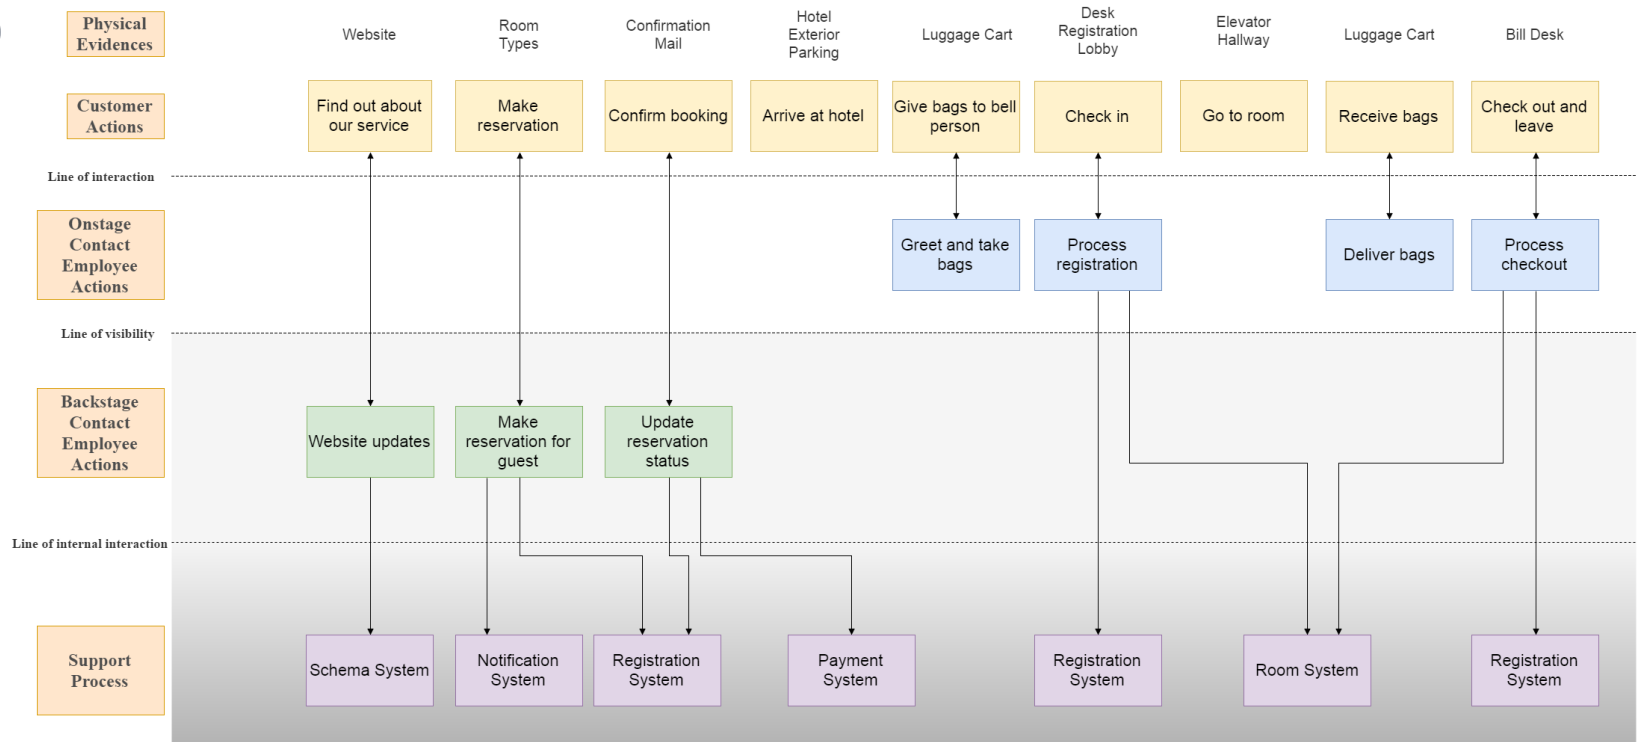 Physical
Evidences
Website
Room
Types
Confirmation
Mail
Hotel
Exterior
Parking
Luggage Cart
Desk
Registration
Lobby
Elevator
Hallway
Luggage Cart
Bill Desk
Customer
Actions
Find out about
our service
Make
reservation
Confirm booking
Arrive at hotel
Give bags to bell
person
Check in
Go to room
Receive bags
Check out and
leave
Line of interaction
Onstage
Contact
Employee
Actions
Greet and take
bags
Process
registration
Deliver bags
Process
checkout
Line of visibility
Backstage
Contact
Employee
Actions
Website updates
Make
reservation for
guest
Update
reservation
status
Line of internal interaction
Support
Process
Schema System
Notification
System
Registration
System
Payment
System
Registration
System
Room System
Registration
System